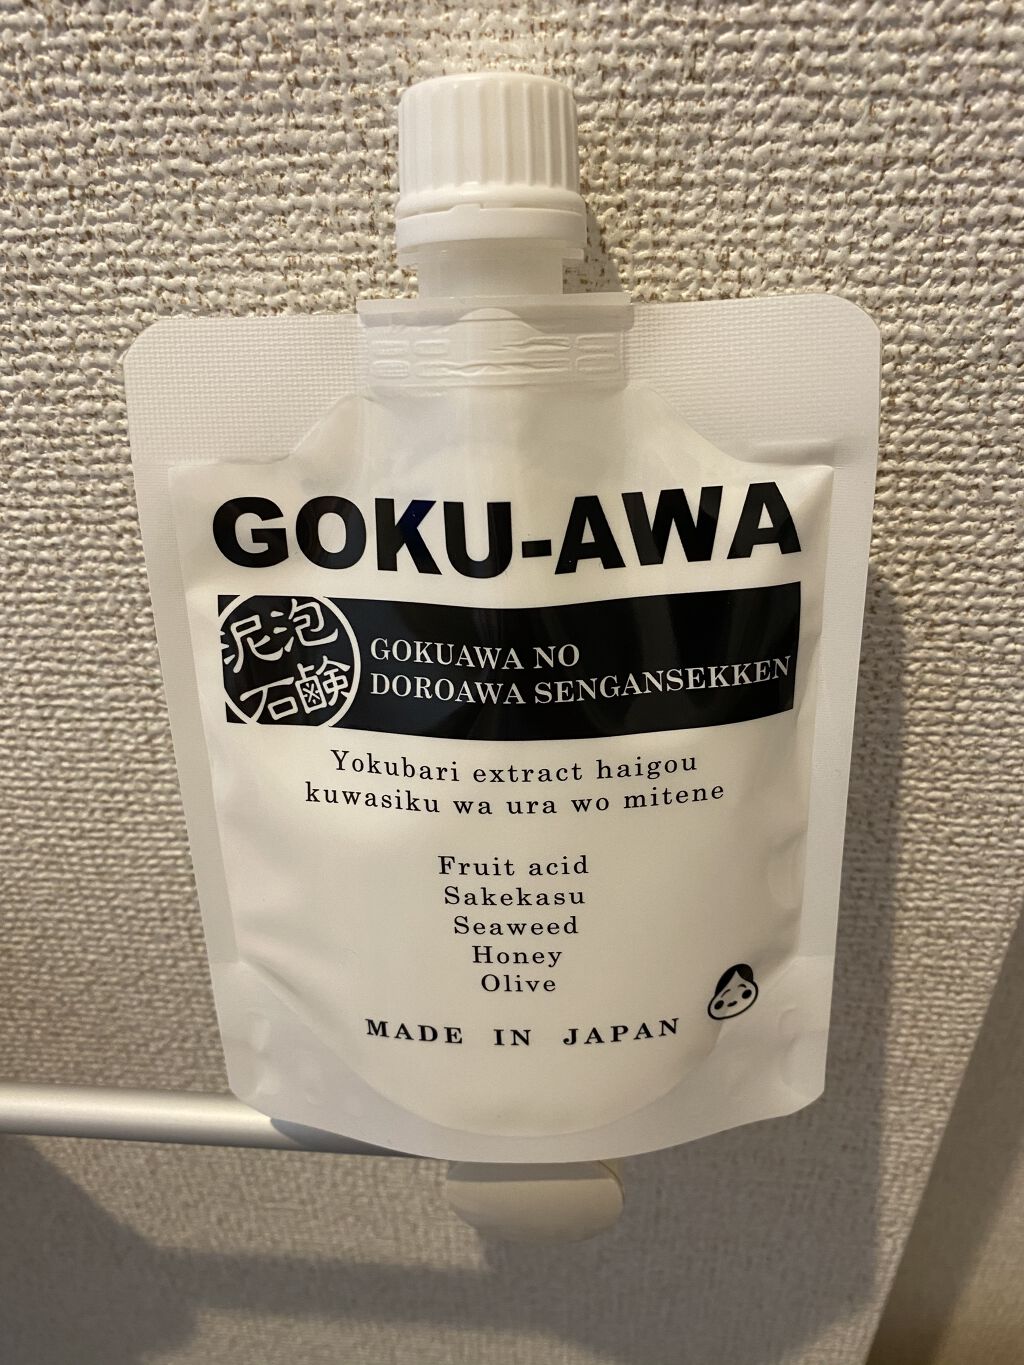 GOKU-AWA
泥泡
石鹸
GOKUAWA NO
DOROAWA SENGANSEKKEN
Yokubari extract haigou
kuwasiku wa ura wo mitene
Fruit acid
Sakekasu
Seaweed
Honey
Olive
MADE IN JAPAN